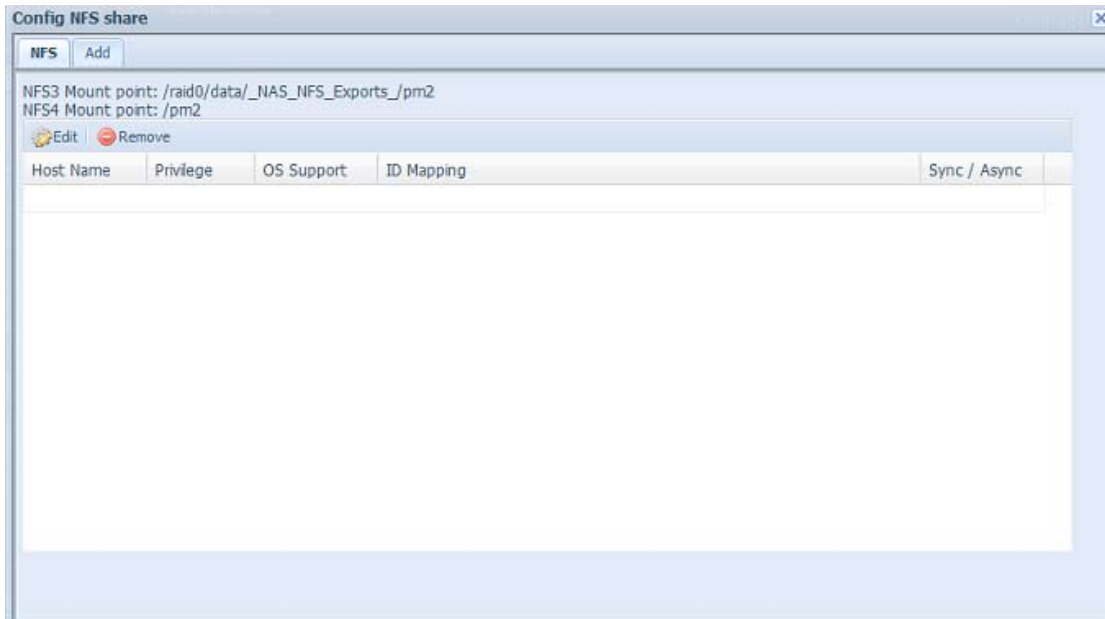 Config NFS share
NFS Add
NFS3 Mount point: /raid0/data/_NAS_NFS_Exports_/pm2
NFS4 Mount point: /pm2
Edit Remove
Host Name Privilege OS Support ID Mapping Sync / Async